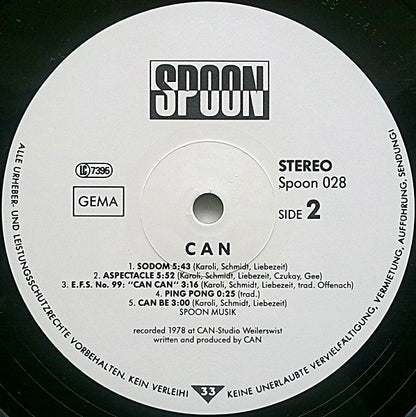 SPOON
LC 7395
GEMA
STEREO
Spoon 028
SIDE 2
CAN
1. SODOM 5:43 (Karoli, Schmidt, Liebezeit)
2. ASPECTACLE 5:52 (Karoli, Schmidt, Liebezeit, Czukay, Gee)
3. E.F.S. No. 99: "CAN CAN" 3:16 (Karoli, Schmidt, Liebezeit, trad. Offenach)
4. PING PONG 0:25 (trad.)
5. CAN BE 3:00 (Karoli, Schmidt, Liebezeit)
SPOON MUSIK
recorded 1978 at CAN-Studio Weilerswist
written and produced by CAN
ALLE URHEBER, UND LEISTUNGSSCHUTZRECHTE VORBEHALTEN. KEIN VERLEIH! KEINE UNERLAUBTE VERVIELFÄLTIGUNG, VERMIETUNG, AUFFÜHRUNG, SENDUNG!
33